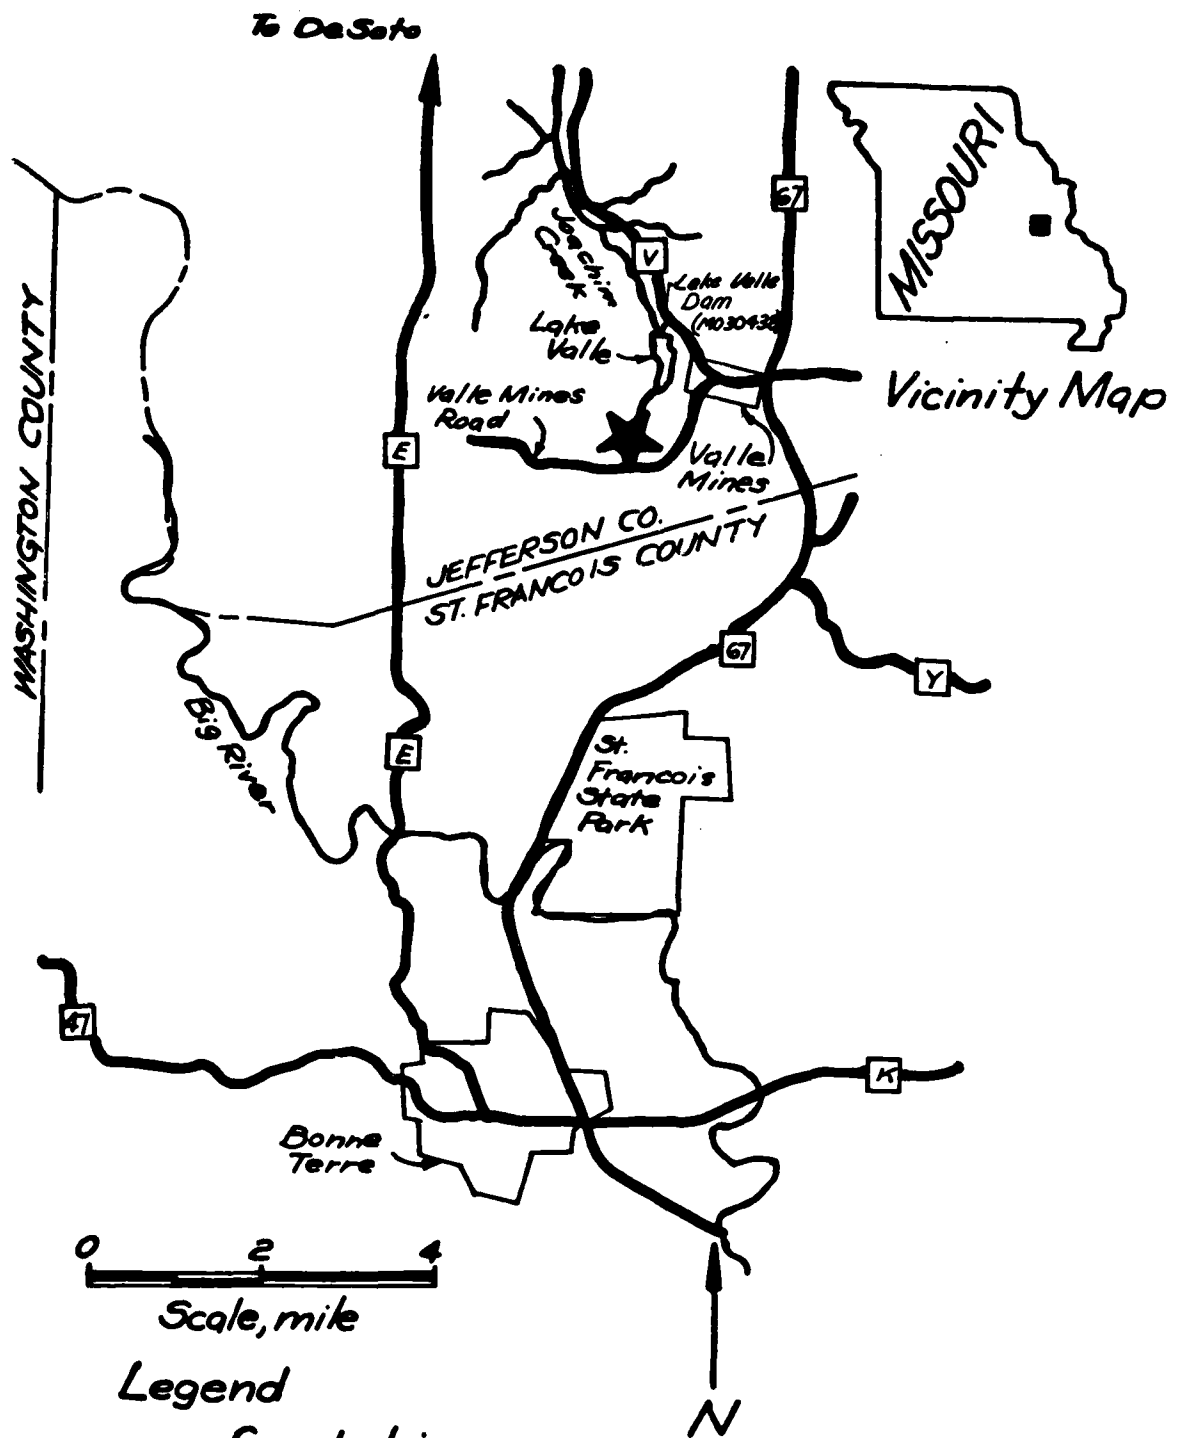 To DeSoto
MISSOURI
67
Joachim
Creek
V
Lake Valle
Dam
(MO30438)
Lake
Valle
WASHINGTON COUNTY
Vicinity Map
Valle Mines
Road
E
Valle
Mines
JEFFERSON CO.
ST. FRANCOIS COUNTY
67
Y
Big River
E
St.
Francois
State
Park
47
K
Bonne
Terre
0 2 4
Scale, mile
Legend
N